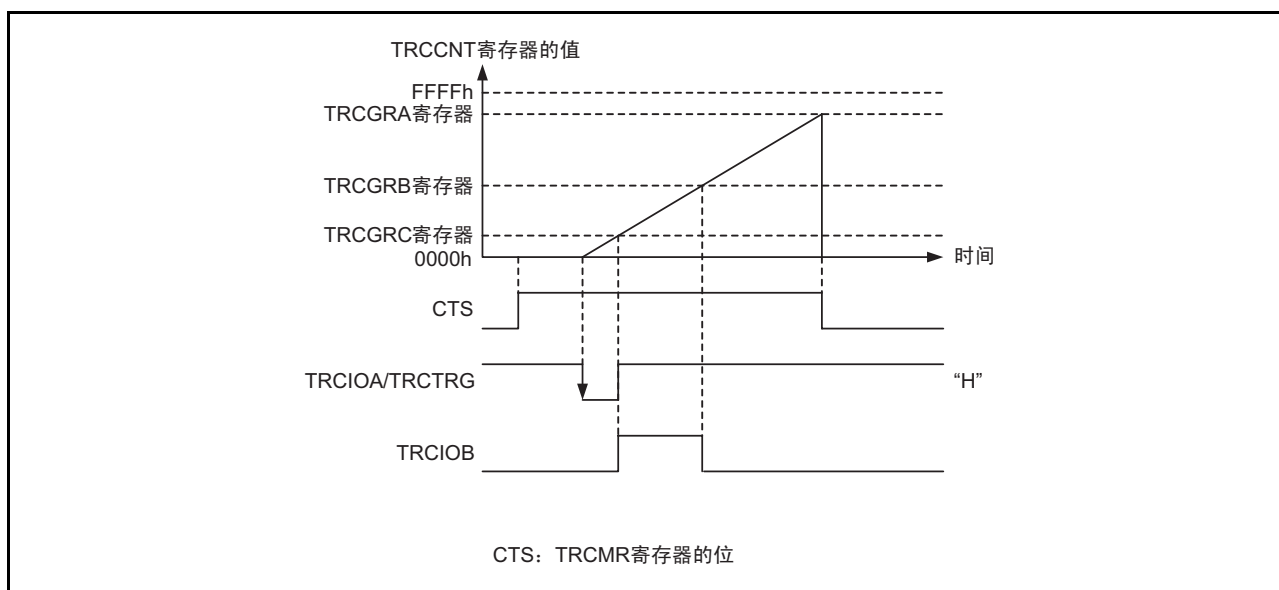 TRCCNT寄存器的值
FFFFh
TRCGRA寄存器
TRCGRB寄存器
TRCGRC寄存器
0000h
时间
CTS
TRCIOA/TRCTRG
“H”
TRCIOB
CTS：TRCMR寄存器的位